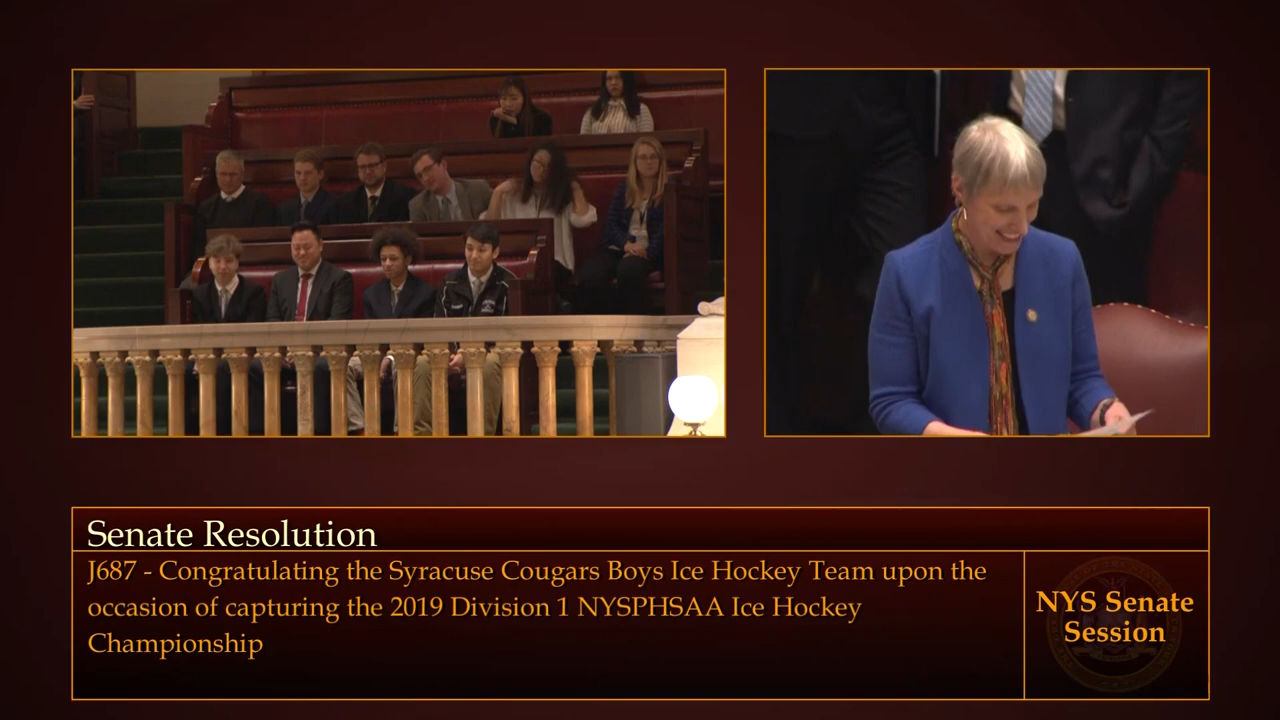 Senate Resolution
J687 - Congratulating the Syracuse Cougars Boys Ice Hockey Team upon the
occasion of capturing the 2019 Division 1 NYSPHSAA Ice Hockey
Championship
NYS Senate
Session